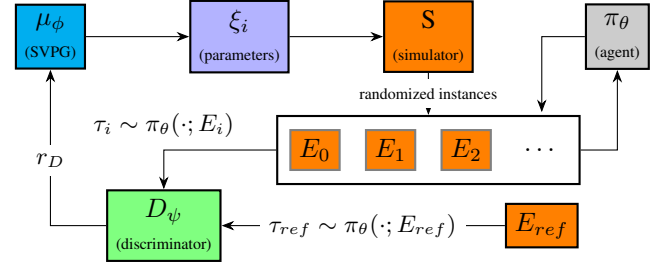 μ_ϕ
(SVPG)
ξ_i
(parameters)
S
(simulator)
π_θ
(agent)
randomized instances
τ_i ∼ π_θ(·; E_i)
E_0
E_1
E_2
· · ·
r_D
D_ψ
(discriminator)
τ_ref ∼ π_θ(·; E_ref)
E_ref